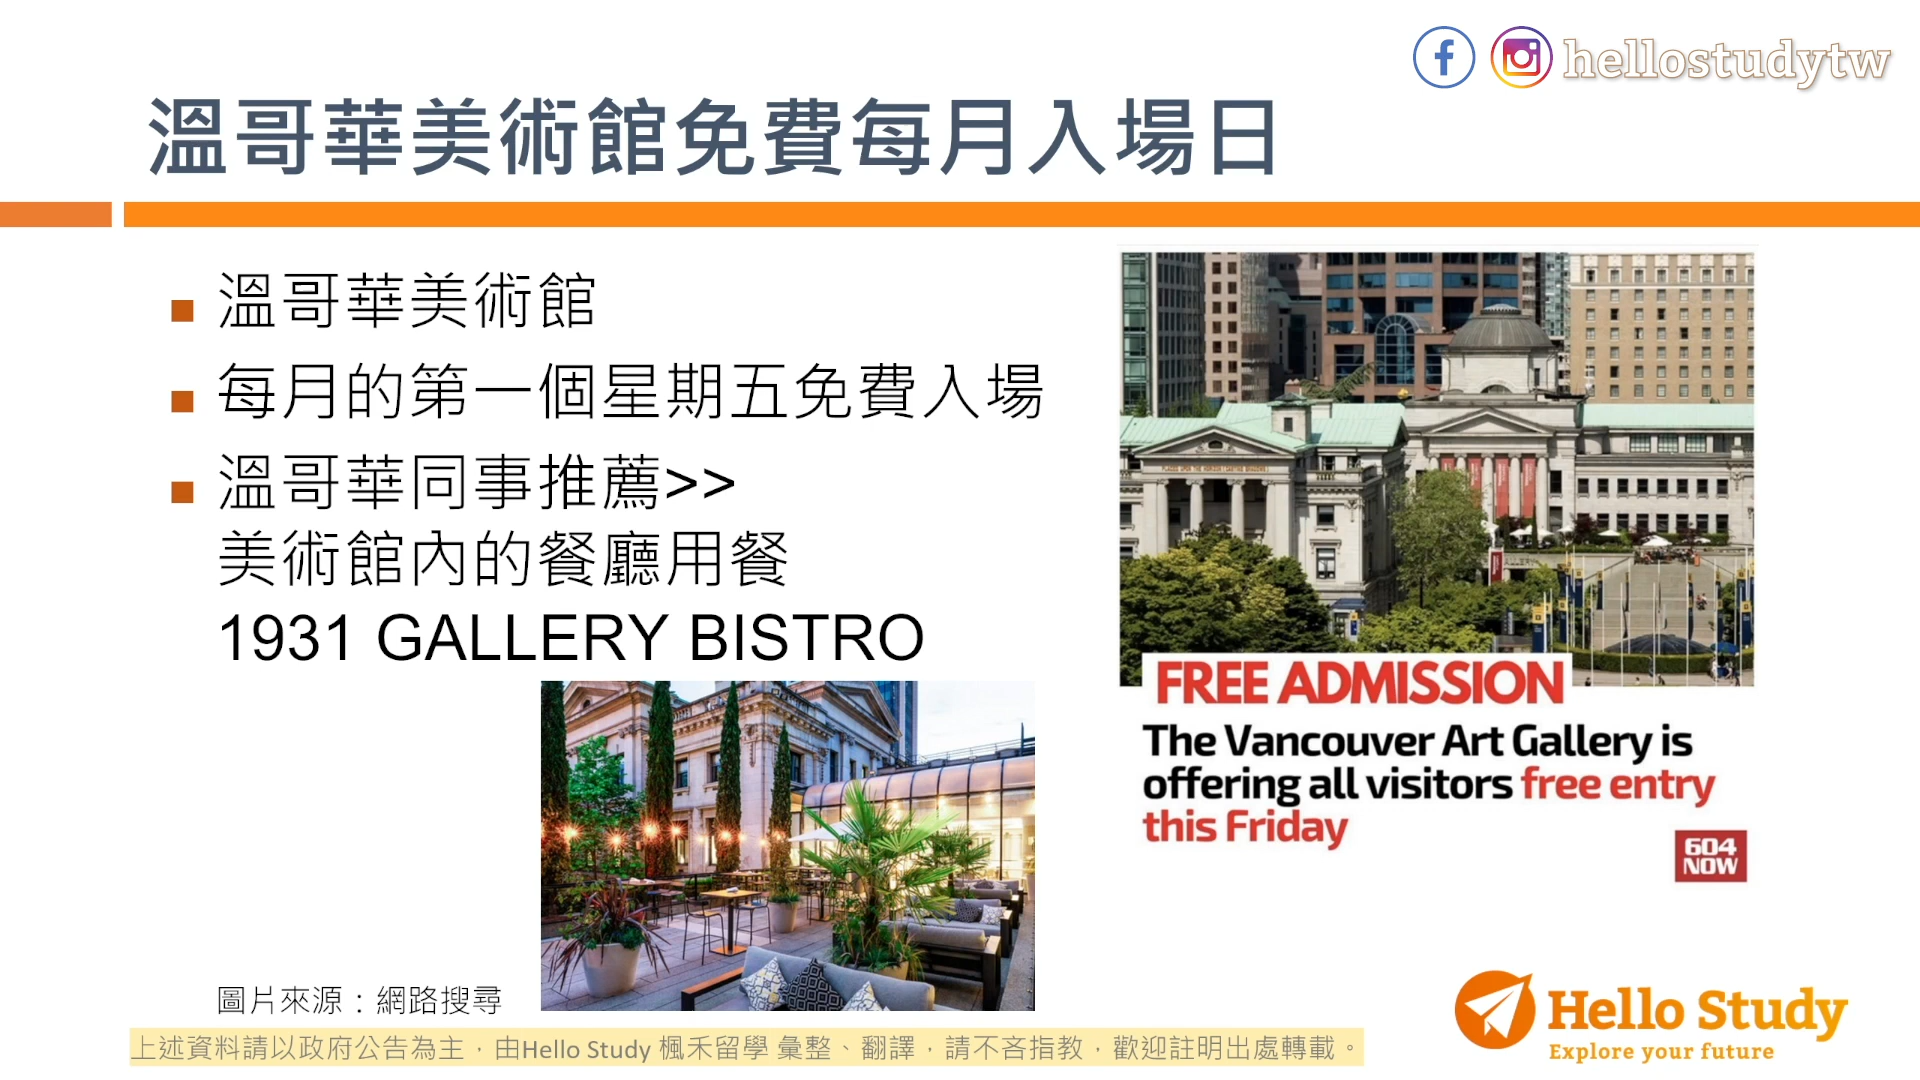 hellostudytw
溫哥華美術館免費每月入場日
溫哥華美術館
每月的第一個星期五免費入場
溫哥華同事推薦>>
美術館內的餐廳用餐
1931 GALLERY BISTRO
FREE ADMISSION
The Vancouver Art Gallery is
offering all visitors free entry
this Friday
604
NOW
圖片來源：網路搜尋
上述資料請以政府公告為主，由Hello Study 楓禾留學 彙整、翻譯，請不吝指教，歡迎註明出處轉載。
Hello Study
Explore your future